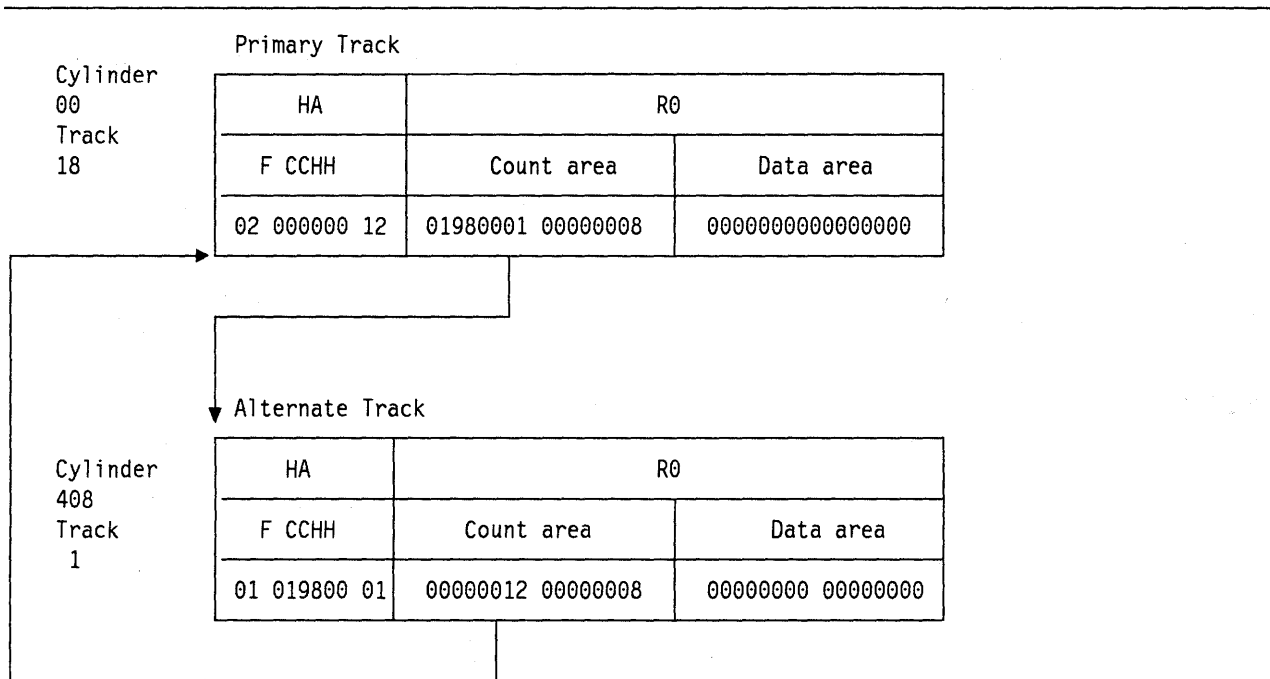 Primary Track
Cylinder
00
Track
18
HA R0
F CCHH Count area Data area
02 000000 12 01980001 00000008 0000000000000000
Alternate Track
Cylinder
408
Track
1
HA R0
F CCHH Count area Data area
01 019800 01 00000012 00000008 00000000 00000000